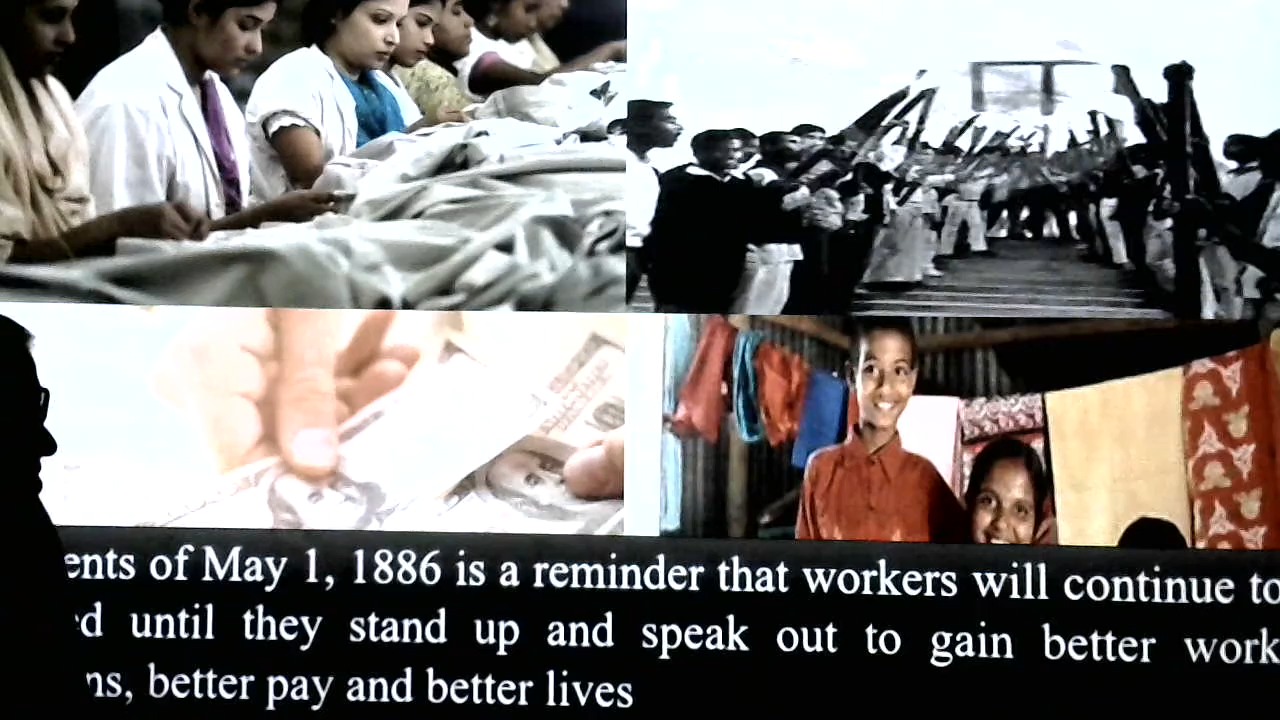 ents of May 1, 1886 is a reminder that workers will continue to
d until they stand up and speak out to gain better work
ns, better pay and better lives